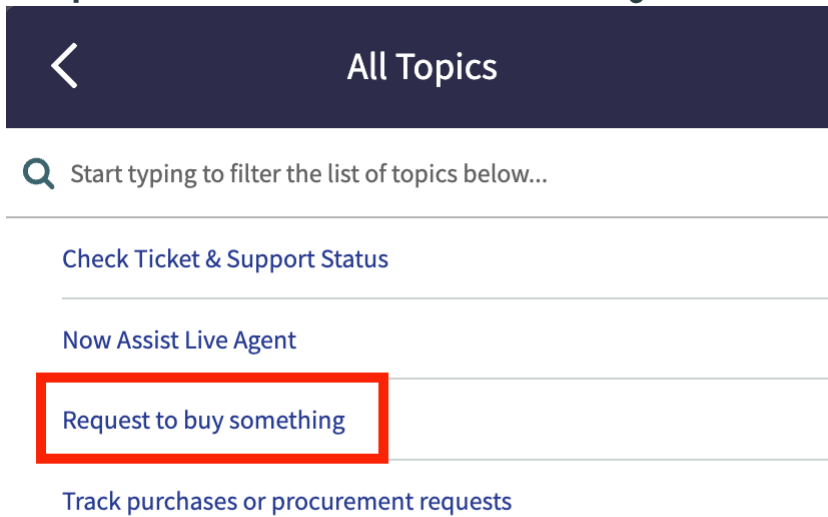 All Topics
Start typing to filter the list of topics below...
Check Ticket & Support Status
Now Assist Live Agent
Request to buy something
Track purchases or procurement requests